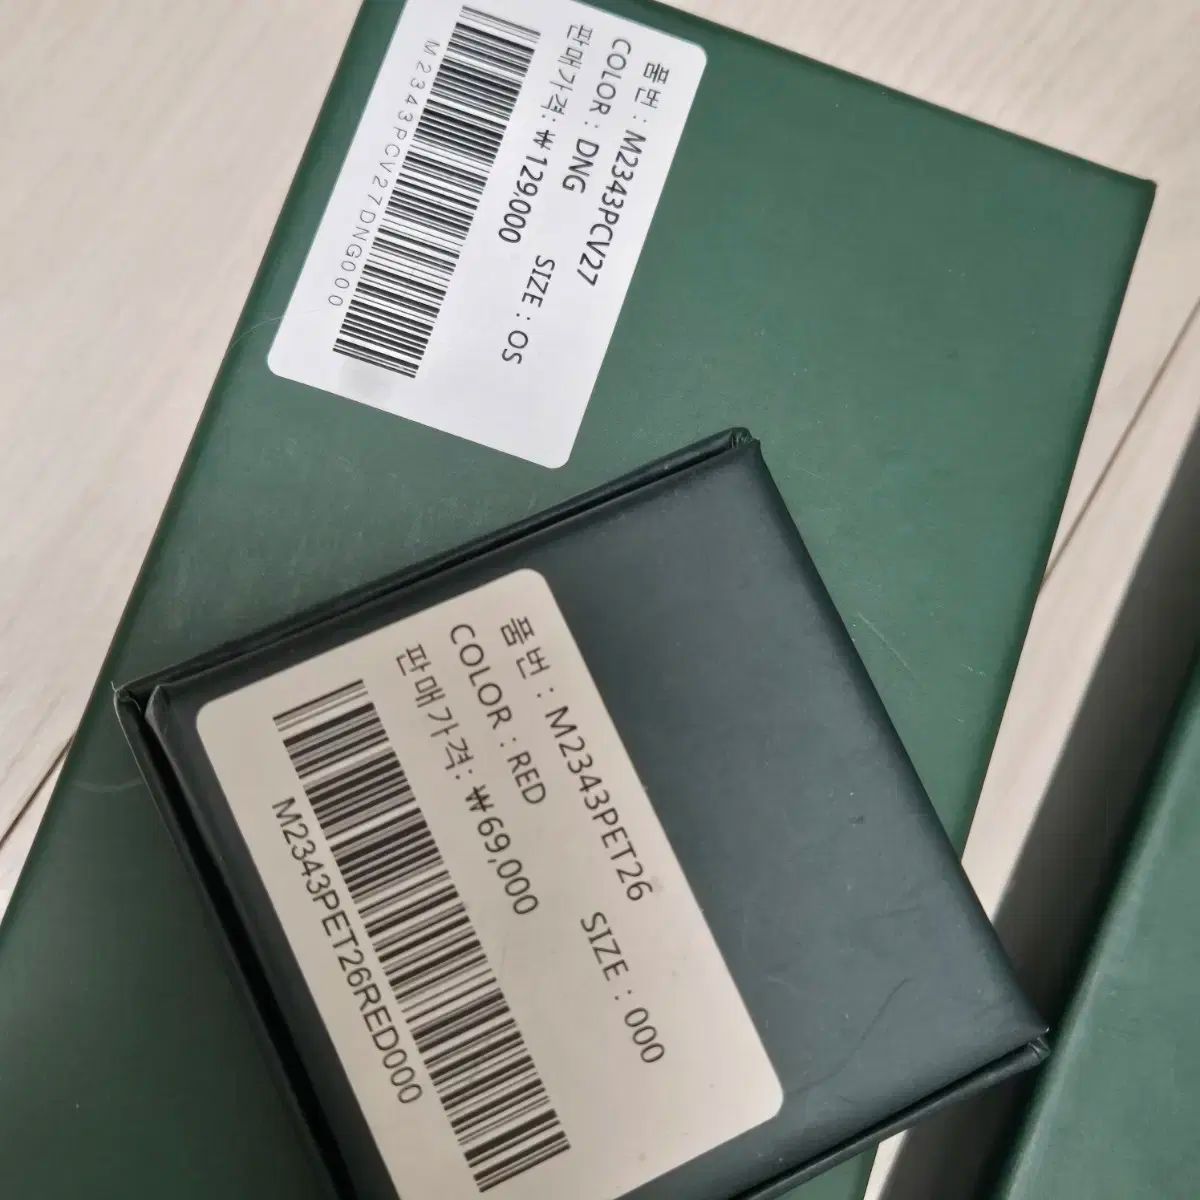 품번 : M2343PCV27
COLOR : DNG SIZE : OS
판매가격: ₩129,000
M2343PCV27DNG000
품번 : M2343PET26
COLOR : RED SIZE : 000
판매가격: ₩69,000
M2343PET26RED000